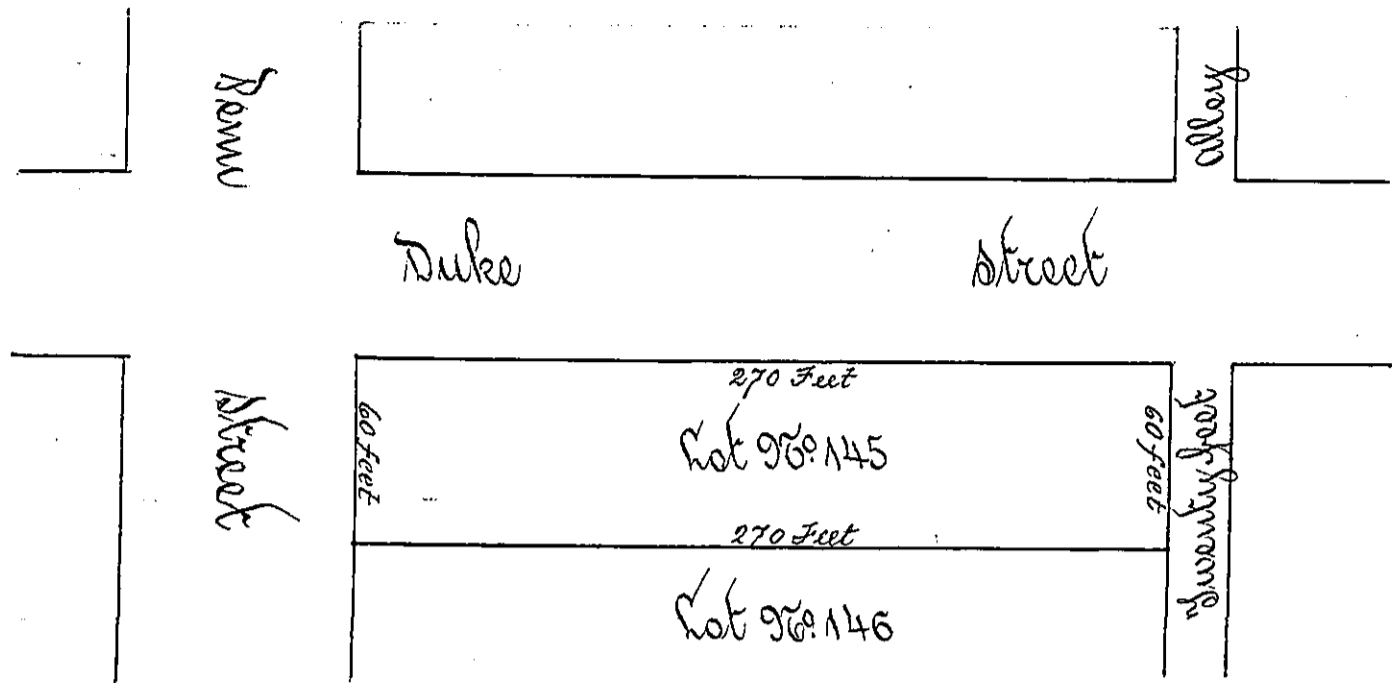 Penn Street
Duke Street
270 Feet
60 feet
Lot No. 145
60 feet
270 Feet
Lot No. 146
Twenty feet alley